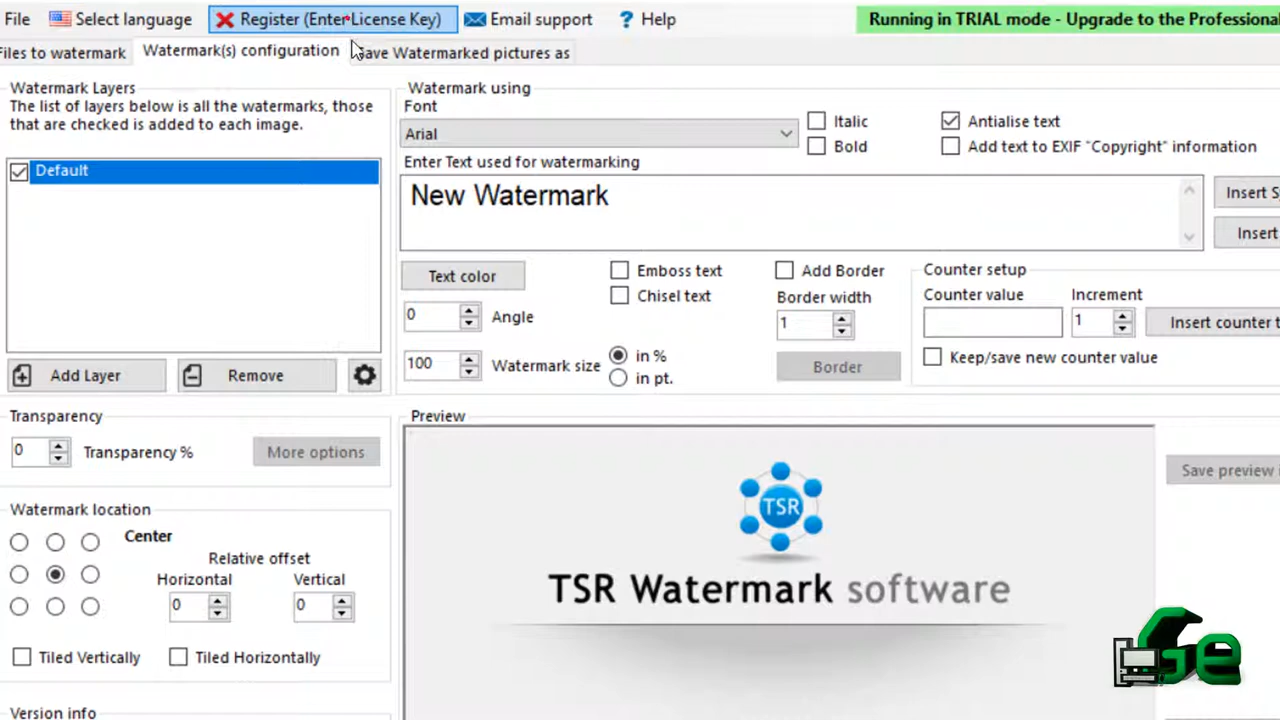 File
Select language
Register (Enter License Key)
Email support
? Help
Running in TRIAL mode - Upgrade to the
Files to watermark
Watermark(s) configuration
Save Watermarked pictures as
Watermark Layers
The list of layers below is all the watermarks, those
that are checked is added to each image.
Default
Add Layer
Remove
Watermark using
Font
Arial
Italic
Bold
Antialise text
Add text to EXIF "Copyright" information
Enter Text used for watermarking
New Watermark
Insert
Insert
Text color
0
Angle
100
Watermark size
in %
in pt.
Emboss text
Chisel text
Add Border
Border width
1
Border
Counter setup
Counter value
Increment
1
Insert counter
Keep/save new counter value
Transparency
0
Transparency %
More options
Watermark location
Center
Relative offset
Horizontal
Vertical
0
0
Tiled Vertically
Tiled Horizontally
Version info
Preview
TSR
TSR Watermark software
Save preview
Ge